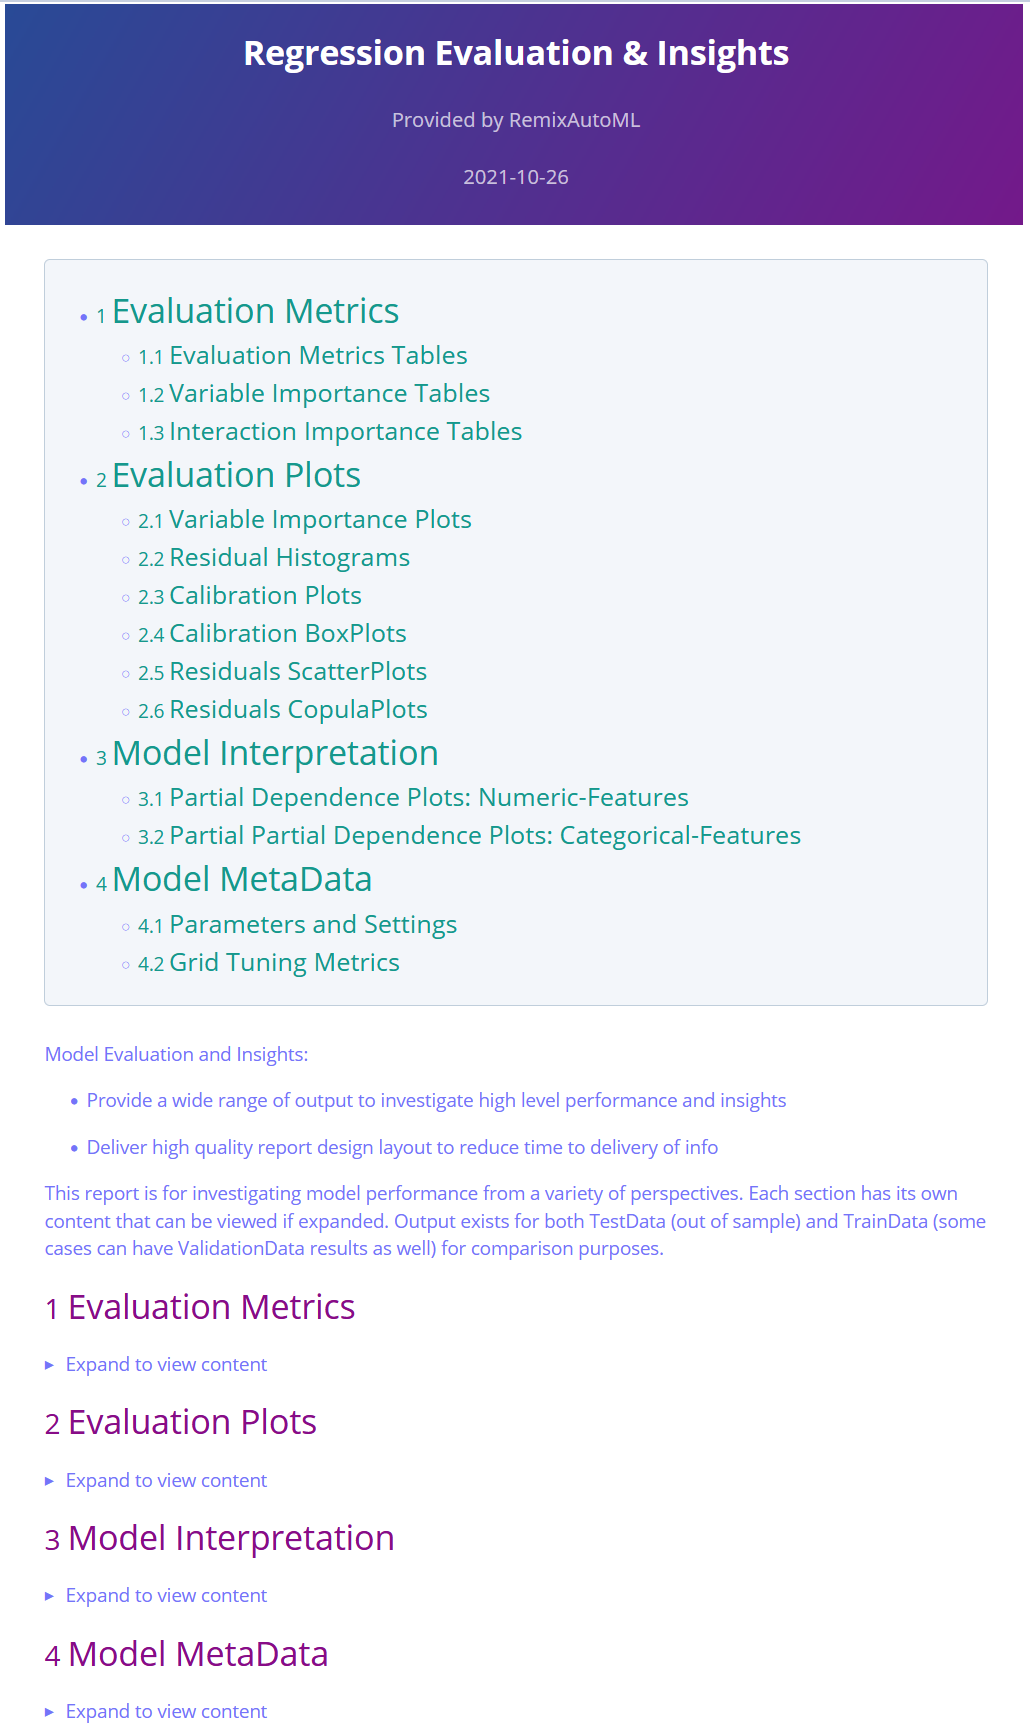 Regression Evaluation & Insights
Provided by RemixAutoML
2021-10-26
1 Evaluation Metrics
1.1 Evaluation Metrics Tables
1.2 Variable Importance Tables
1.3 Interaction Importance Tables
2 Evaluation Plots
2.1 Variable Importance Plots
2.2 Residual Histograms
2.3 Calibration Plots
2.4 Calibration BoxPlots
2.5 Residuals ScatterPlots
2.6 Residuals CopulaPlots
3 Model Interpretation
3.1 Partial Dependence Plots: Numeric-Features
3.2 Partial Partial Dependence Plots: Categorical-Features
4 Model MetaData
4.1 Parameters and Settings
4.2 Grid Tuning Metrics
Model Evaluation and Insights:
Provide a wide range of output to investigate high level performance and insights
Deliver high quality report design layout to reduce time to delivery of info
This report is for investigating model performance from a variety of perspectives. Each section has its own
content that can be viewed if expanded. Output exists for both TestData (out of sample) and TrainData (some
cases can have ValidationData results as well) for comparison purposes.
1 Evaluation Metrics
Expand to view content
2 Evaluation Plots
Expand to view content
3 Model Interpretation
Expand to view content
4 Model MetaData
Expand to view content